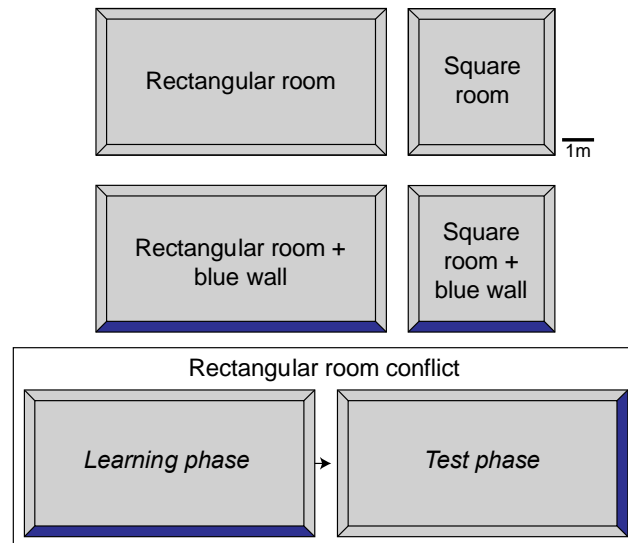 Rectangular room
Square
room
1m
Rectangular room +
blue wall
Square
room +
blue wall
Rectangular room conflict
Learning phase
Test phase